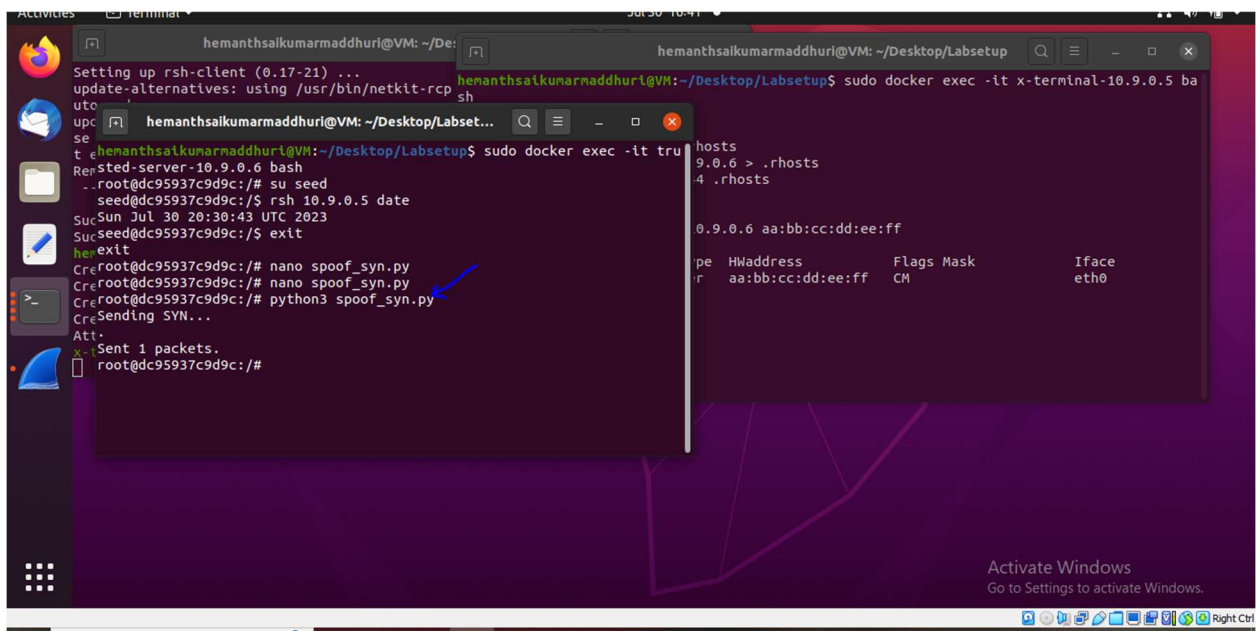 Activities
Terminal
Jul 30 16:41
hemanthsaikumarmaddhuri@VM: ~/Des
Setting up rsh-client (0.17-21) ...
update-alternatives: using /usr/bin/netkit-rcp
hemanthsaikumarmaddhuri@VM: ~/Desktop/Labsetup
hemanthsaikumarmaddhuri@VM:~/Desktop/Labsetup$ sudo docker exec -it x-terminal-10.9.0.5 ba
sh
hosts
9.0.6 > .rhosts
4 .rhosts
0.9.0.6 aa:bb:cc:dd:ee:ff
pe HWaddress Flags Mask Iface
r aa:bb:cc:dd:ee:ff CM eth0
hemanthsaikumarmaddhuri@VM: ~/Desktop/Labset...
hemanthsaikumarmaddhuri@VM:~/Desktop/Labsetup$ sudo docker exec -it tru
sted-server-10.9.0.6 bash
root@dc95937c9d9c:/# su seed
seed@dc95937c9d9c:/$ rsh 10.9.0.5 date
Sun Jul 30 20:30:43 UTC 2023
seed@dc95937c9d9c:/$ exit
exit
root@dc95937c9d9c:/# nano spoof_syn.py
root@dc95937c9d9c:/# nano spoof_syn.py
root@dc95937c9d9c:/# python3 spoof_syn.py
Sending SYN...
.
Sent 1 packets.
root@dc95937c9d9c:/#
Activate Windows
Go to Settings to activate Windows.
Right Ctrl